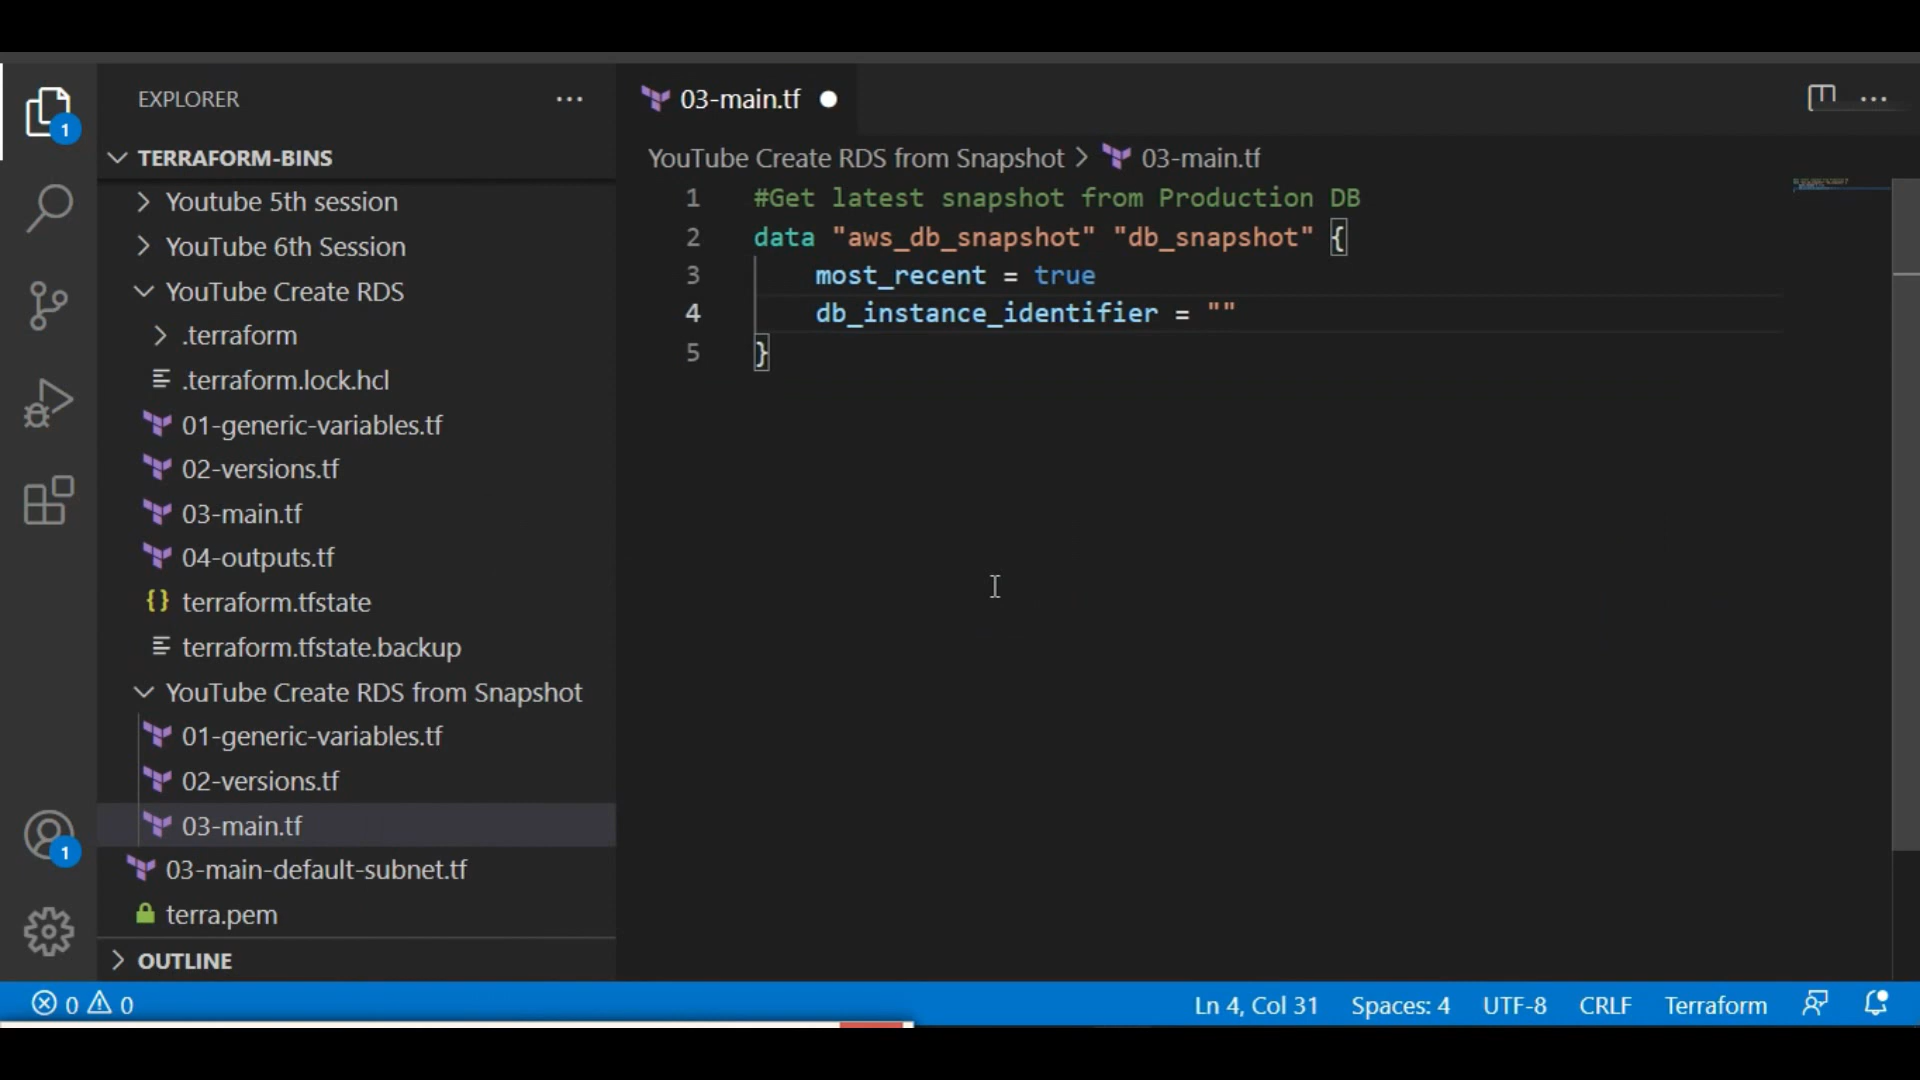 EXPLORER
TERRAFORM-BINS
Youtube 5th session
YouTube 6th Session
YouTube Create RDS
.terraform
.terraform.lock.hcl
01-generic-variables.tf
02-versions.tf
03-main.tf
04-outputs.tf
{} terraform.tfstate
terraform.tfstate.backup
YouTube Create RDS from Snapshot
01-generic-variables.tf
02-versions.tf
03-main.tf
03-main-default-subnet.tf
terra.pem
OUTLINE
1
1
03-main.tf
YouTube Create RDS from Snapshot > 03-main.tf
1 #Get latest snapshot from Production DB
2 data "aws_db_snapshot" "db_snapshot" {
3 most_recent = true
4 db_instance_identifier = ""
5 }
0 0 Ln 4, Col 31 Spaces: 4 UTF-8 CRLF Terraform